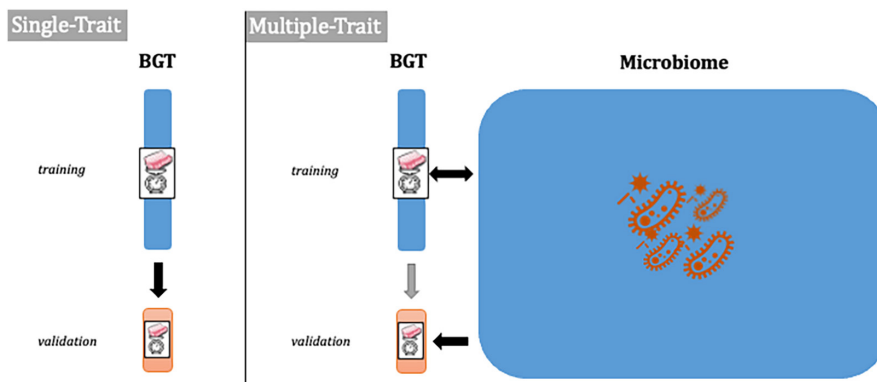 Single-Trait
Multiple-Trait
BGT
BGT
Microbiome
training
training
validation
validation